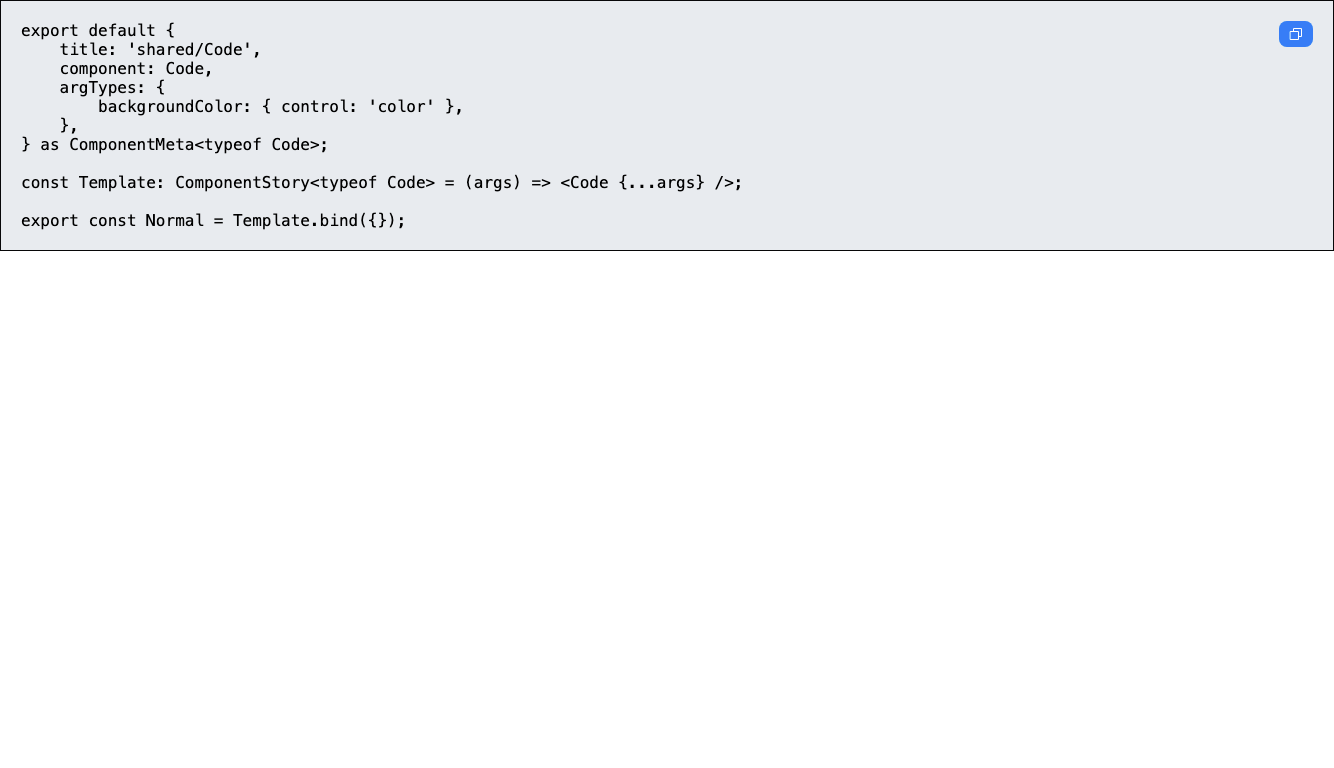 export default {
    title: 'shared/Code',
    component: Code,
    argTypes: {
        backgroundColor: { control: 'color' },
    },
} as ComponentMeta<typeof Code>;

const Template: ComponentStory<typeof Code> = (args) => <Code {...args} />;

export const Normal = Template.bind({});